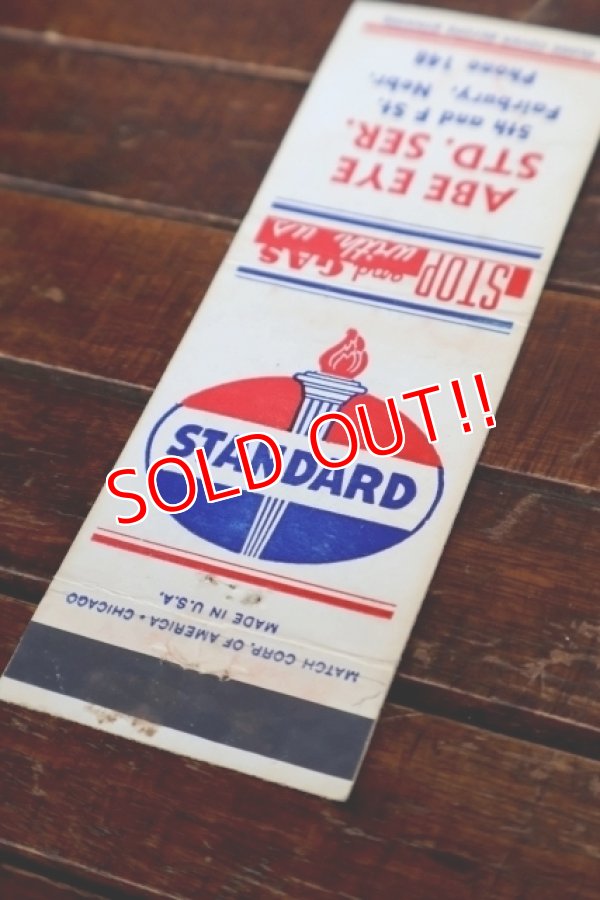 Phone 148
Fairbury, Nebr.
5th and F St.
ABE EYE
STD. SER.
STOP and GAS
with us
STANDARD
SOLD OUT!!
MADE IN U.S.A.
MATCH CORP. OF AMERICA • CHICAGO